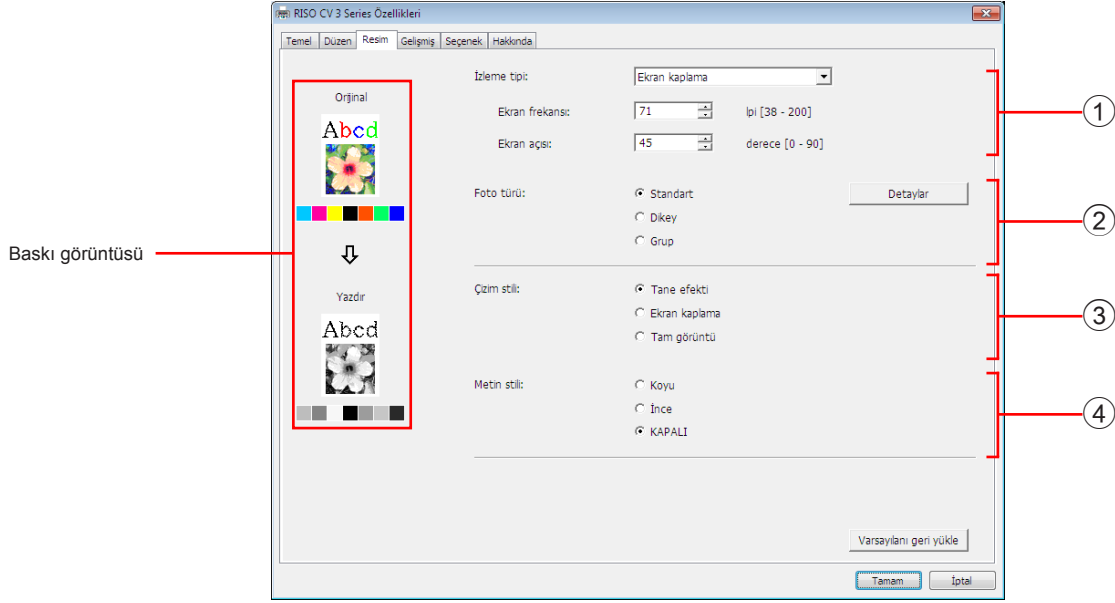 RISO CV 3 Series Özellikleri
Temel Düzen Resim Gelişmiş Seçenek Hakkında
İzleme tipi: Ekran kaplama
Orjinal
Ekran frekansı: 71 lpi [38 - 200]
1
Abcd
Ekran açısı: 45 derece [0 - 90]
Foto türü: Standart Detaylar
Dikey
2
Grup
Baskı görüntüsü
Yazdır
Çizim stili: Tane efekti
Ekran kaplama
3
Tam görüntü
Abcd
Metin stili: Koyu
İnce
4
KAPALI
Varsayılanı geri yükle
Tamam İptal